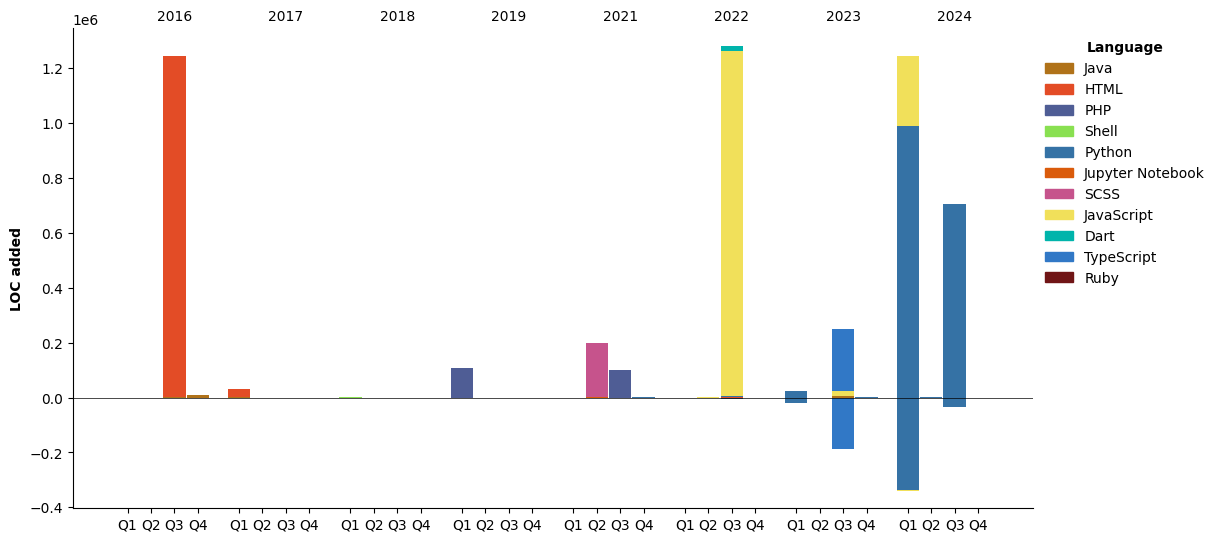 1e6
2016 2017 2018 2019 2021 2022 2023 2024
LOC added
1.2
1.0
0.8
0.6
0.4
0.2
0.0
−0.2
−0.4
Q1 Q2 Q3 Q4 Q1 Q2 Q3 Q4 Q1 Q2 Q3 Q4 Q1 Q2 Q3 Q4 Q1 Q2 Q3 Q4 Q1 Q2 Q3 Q4 Q1 Q2 Q3 Q4 Q1 Q2 Q3 Q4
Language
Java
HTML
PHP
Shell
Python
Jupyter Notebook
SCSS
JavaScript
Dart
TypeScript
Ruby